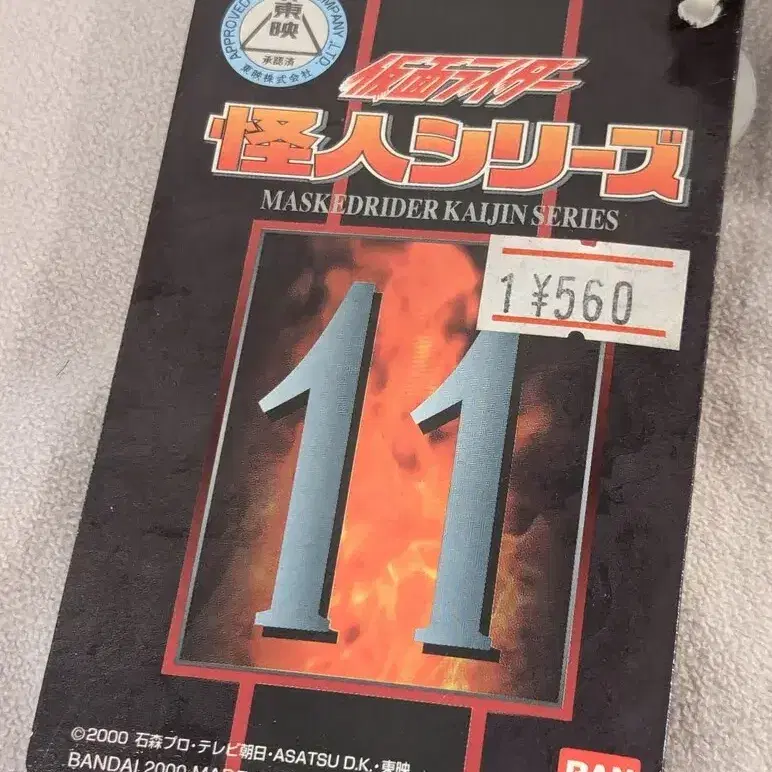 APPROVED
COMPANY,LTD.
東映
承認済
東映株式会社
仮面ライダー
怪人シリーズ
MASKEDRIDER KAIJIN SERIES
1¥560
11
©2000 石森プロ・テレビ朝日・ASATSU D.K.・東映
BANDAI 2000 MADE
BAN